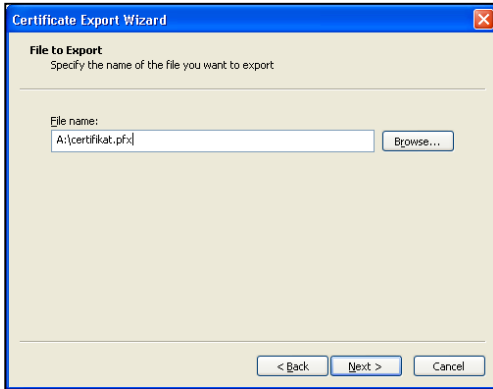 Certificate Export Wizard
File to Export
Specify the name of the file you want to export
File name:
A:\certifikat.pfx
Browse...
< Back
Next >
Cancel